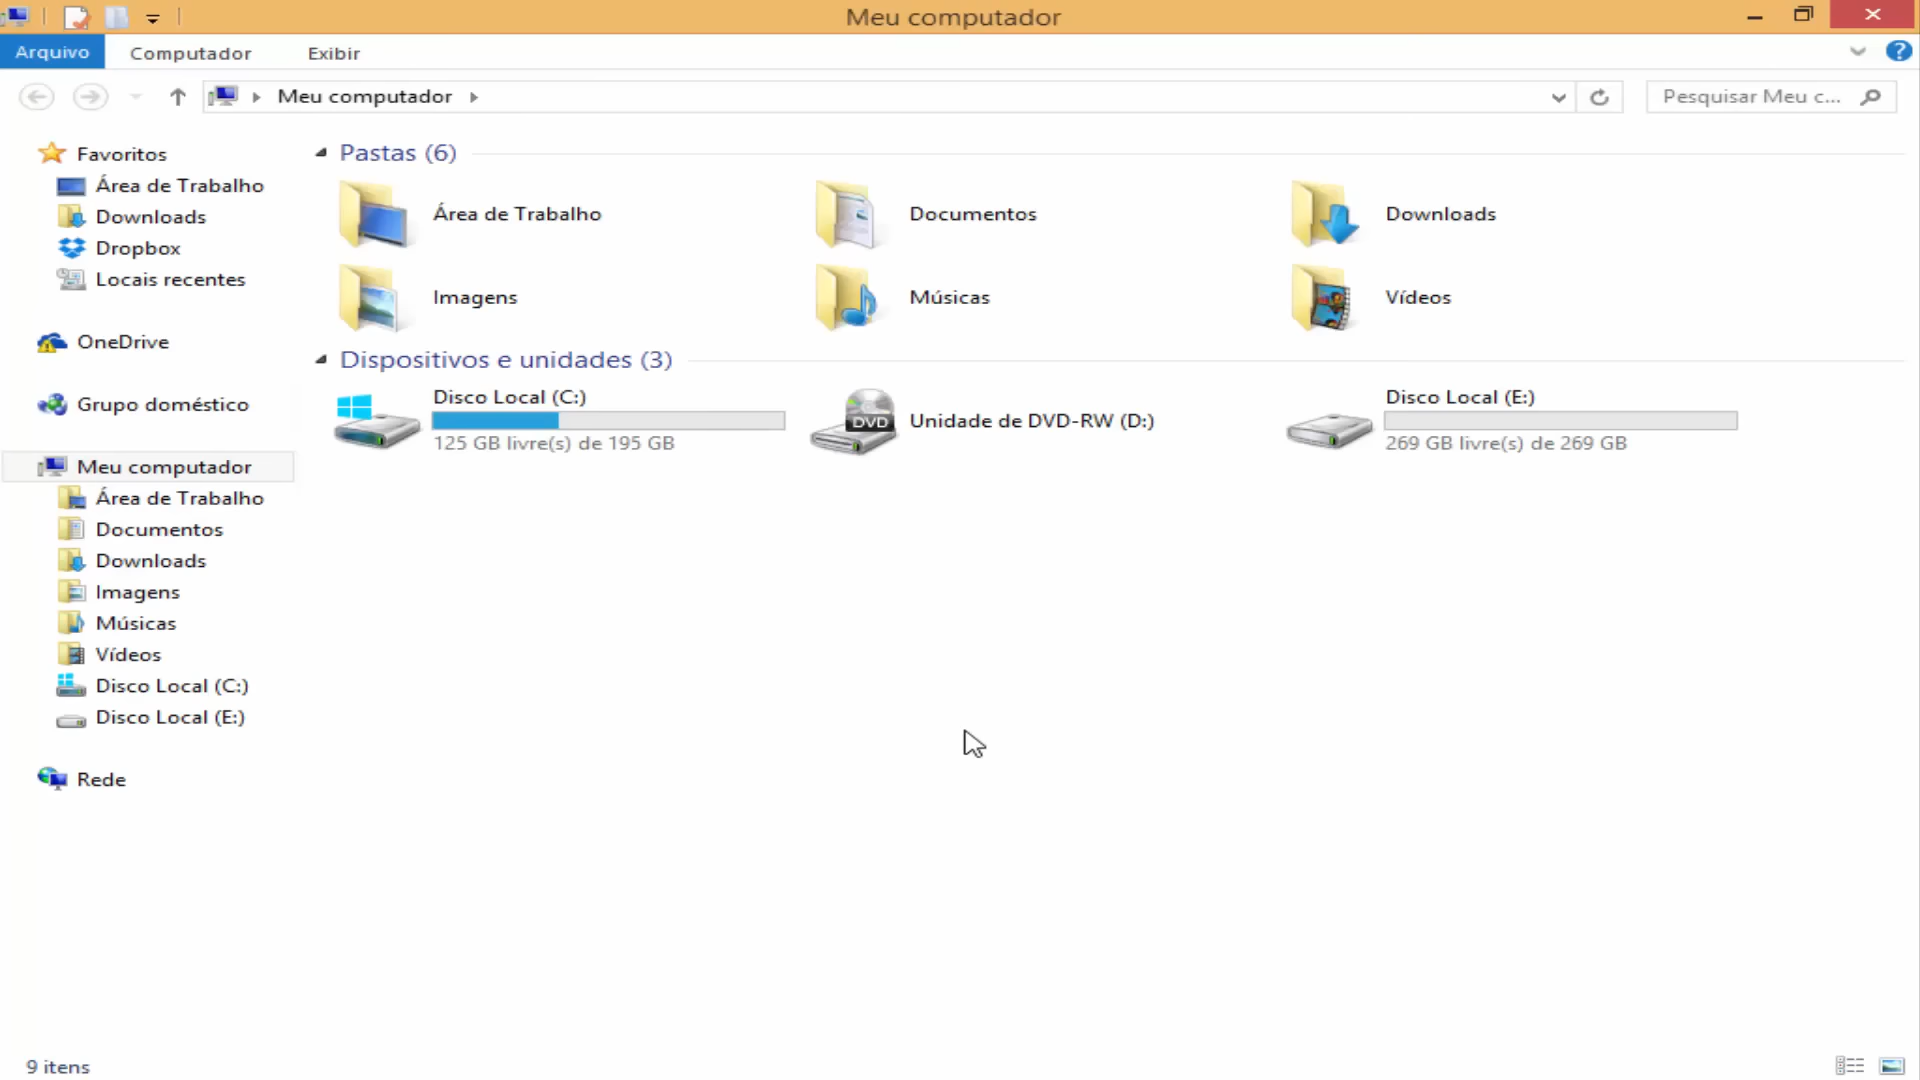 Meu computador
Arquivo Computador Exibir
Meu computador
Pesquisar Meu c...
Favoritos
Área de Trabalho
Downloads
Dropbox
Locais recentes
OneDrive
Grupo doméstico
Meu computador
Área de Trabalho
Documentos
Downloads
Imagens
Músicas
Vídeos
Disco Local (C:)
Disco Local (E:)
Rede
Pastas (6)
Área de Trabalho
Documentos
Downloads
Imagens
Músicas
Vídeos
Dispositivos e unidades (3)
Disco Local (C:)
125 GB livre(s) de 195 GB
DVD
Unidade de DVD-RW (D:)
Disco Local (E:)
269 GB livre(s) de 269 GB
9 itens